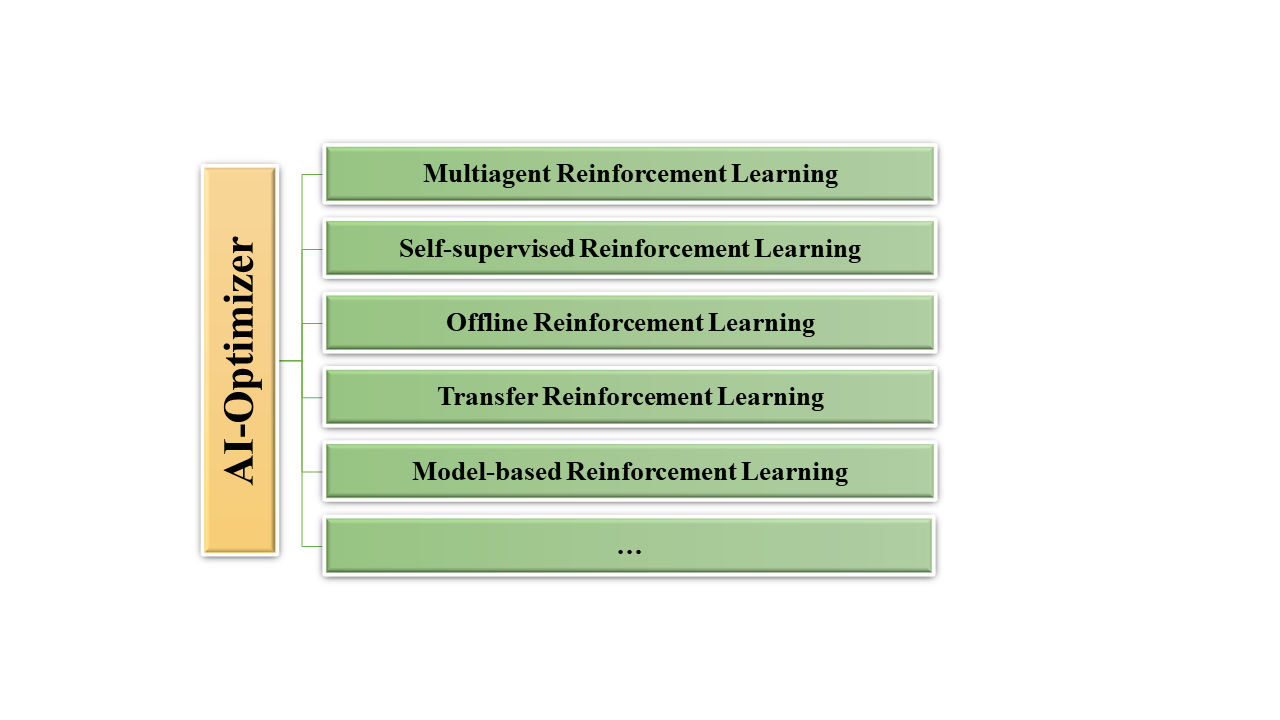 AI-Optimizer
Multiagent Reinforcement Learning
Self-supervised Reinforcement Learning
Offline Reinforcement Learning
Transfer Reinforcement Learning
Model-based Reinforcement Learning
...